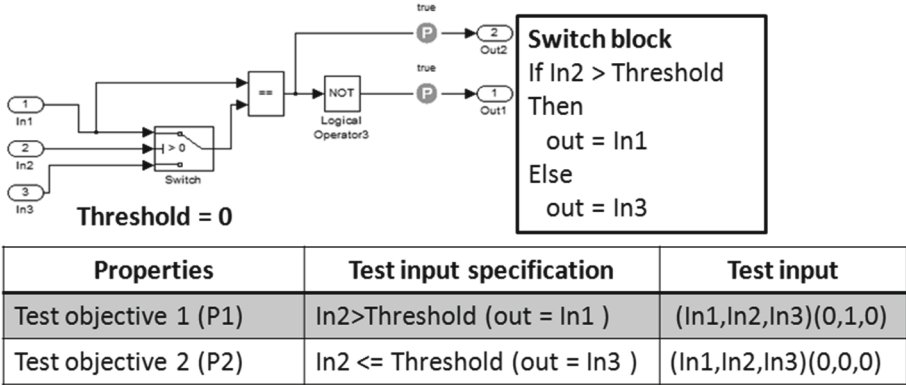 true
P
2
Out2
true
P
1
Out1
==
NOT
Logical
Operator3
1
In1
2
In2
3
In3
> 0
Switch
Threshold = 0
Switch block
If In2 > Threshold
Then
out = In1
Else
out = In3
Properties Test input specification Test input
Test objective 1 (P1) In2>Threshold (out = In1 ) (In1,In2,In3)(0,1,0)
Test objective 2 (P2) In2 <= Threshold (out = In3 ) (In1,In2,In3)(0,0,0)